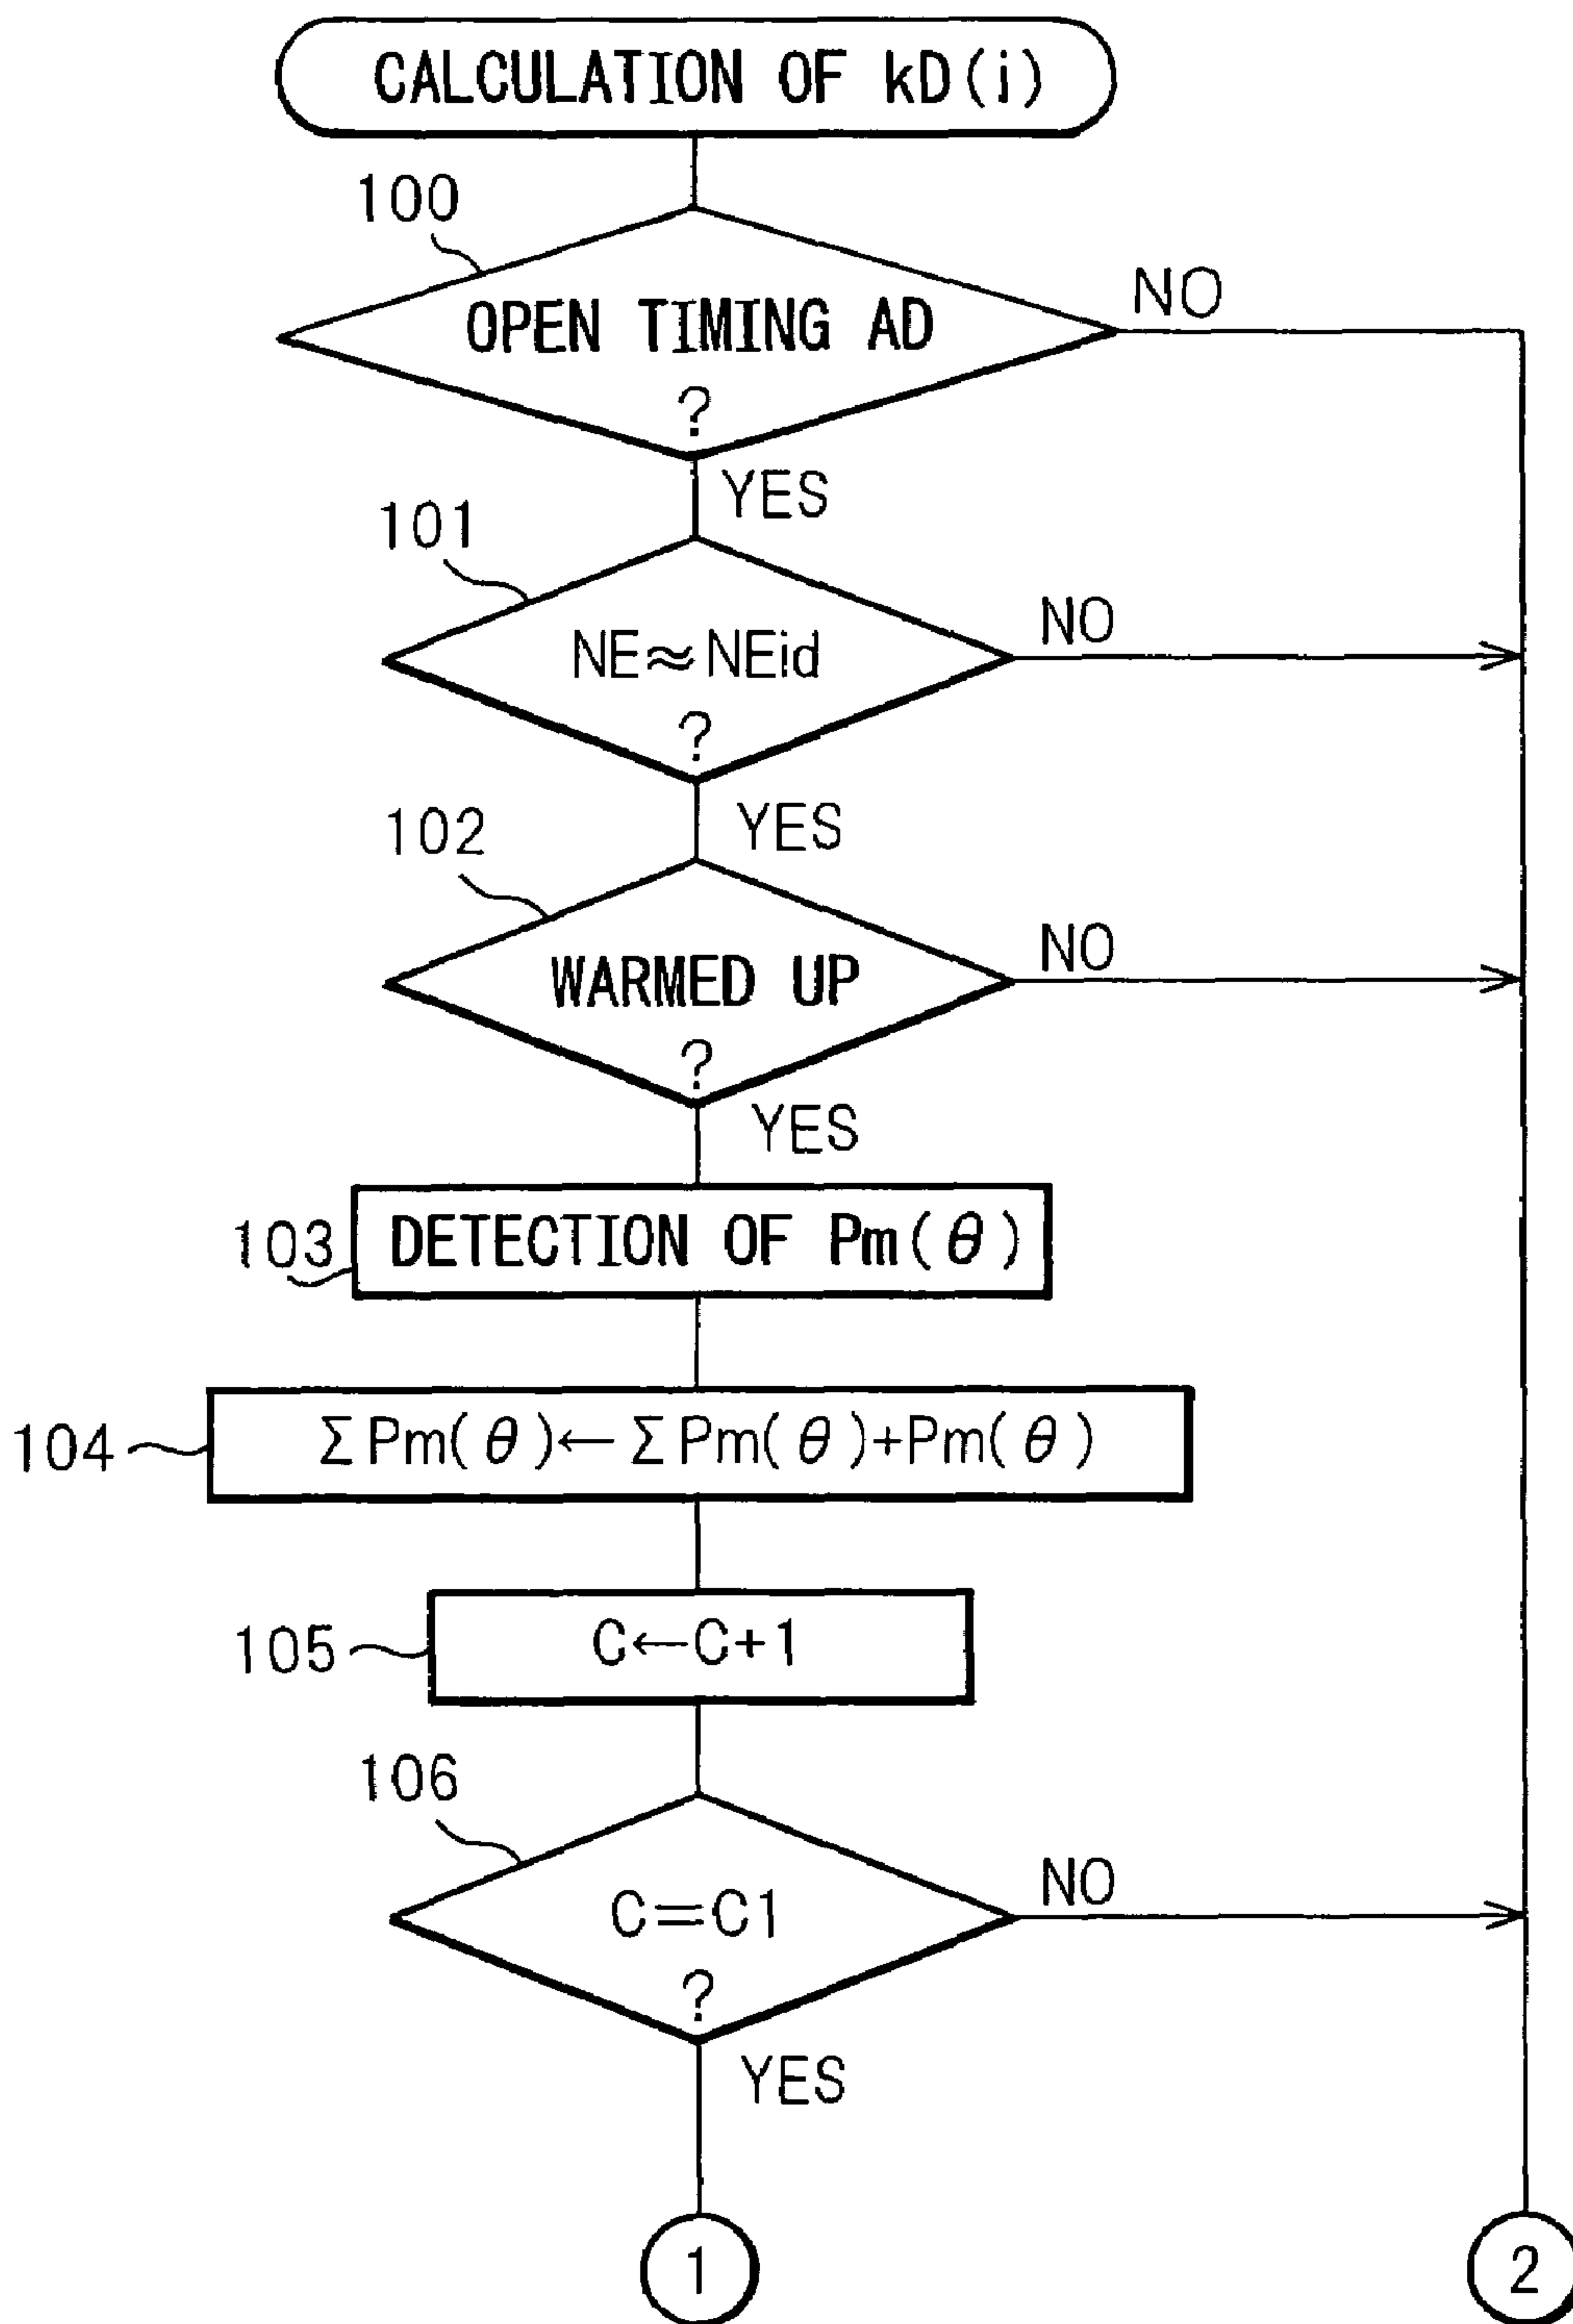 CALCULATION OF kD(i)
100
NO
OPEN TIMING AD
?
YES
101
NO
NE≈NEid
?
YES
102
NO
WARMED UP
?
YES
103
DETECTION OF Pm(θ)
104
ΣPm(θ)←ΣPm(θ)+Pm(θ)
105
C←C+1
106
NO
C=C1
?
YES
1
2